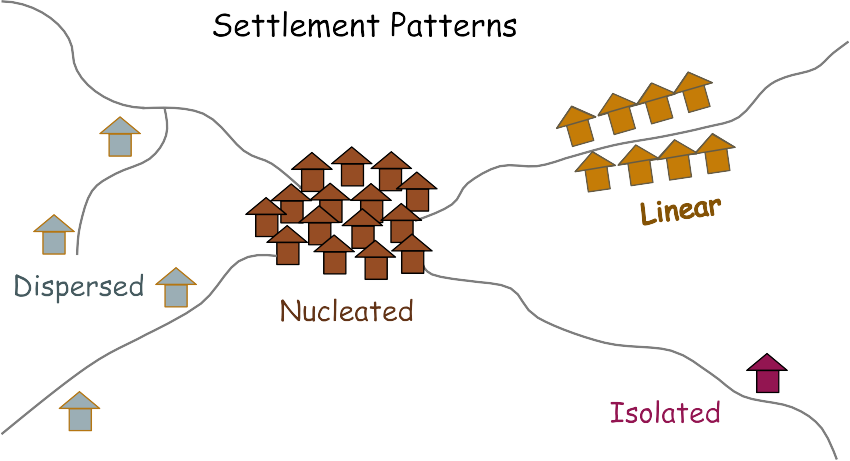 Settlement Patterns
Linear
Dispersed
Nucleated
Isolated